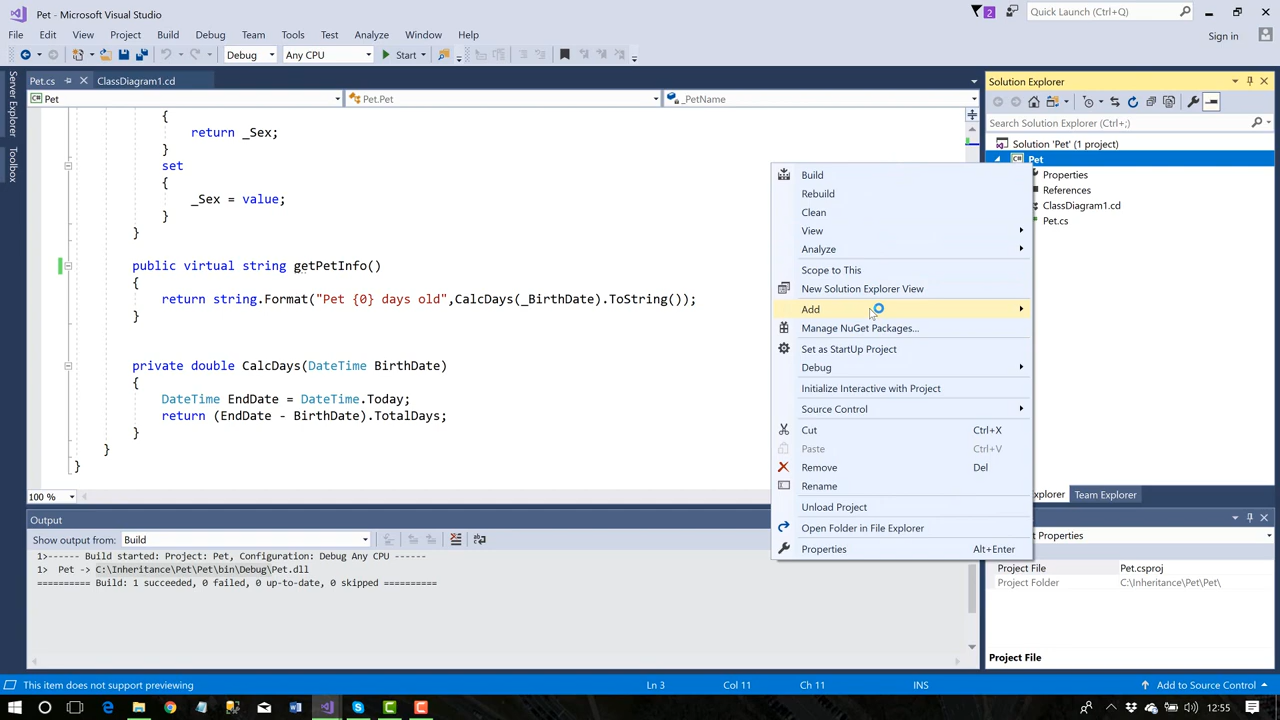 Pet - Microsoft Visual Studio
2
Quick Launch (Ctrl+Q)
File Edit View Project Build Debug Team Tools Test Analyze Window Help
Sign in
Debug Any CPU Start
Server Explorer
Toolbox
Pet.cs ClassDiagram1.cd
Pet Pet.Pet _PetName
{
return _Sex;
}
set
{
_Sex = value;
}
}
public virtual string getPetInfo()
{
return string.Format("Pet {0} days old",CalcDays(_BirthDate).ToString());
}
private double CalcDays(DateTime BirthDate)
{
DateTime EndDate = DateTime.Today;
return (EndDate - BirthDate).TotalDays;
}
}
}
100 %
Build
Rebuild
Clean
View
Analyze
Scope to This
New Solution Explorer View
Add
Manage NuGet Packages...
Set as StartUp Project
Debug
Initialize Interactive with Project
Source Control
Cut Ctrl+X
Paste Ctrl+V
Remove Del
Rename
Unload Project
Open Folder in File Explorer
Properties Alt+Enter
Solution Explorer
Search Solution Explorer (Ctrl+;)
Solution 'Pet' (1 project)
C# Pet
Properties
References
ClassDiagram1.cd
Pet.cs
xplorer Team Explorer
t Properties
Project File Pet.csproj
Project Folder C:\Inheritance\Pet\Pet\
Project File
Output
Show output from: Build
1>------ Build started: Project: Pet, Configuration: Debug Any CPU ------
1> Pet -> C:\Inheritance\Pet\Pet\bin\Debug\Pet.dll
========== Build: 1 succeeded, 0 failed, 0 up-to-date, 0 skipped ==========
This item does not support previewing
Ln 3 Col 11 Ch 11 INS
Add to Source Control
12:55